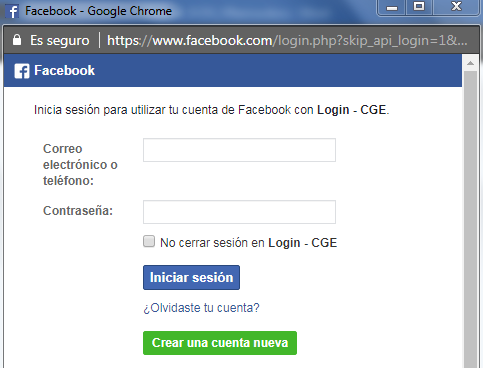 Facebook - Google Chrome
Es seguro | https://www.facebook.com/login.php?skip_api_login=1&...
Facebook
Inicia sesión para utilizar tu cuenta de Facebook con Login - CGE.
Correo
electrónico o
teléfono:
Contraseña:
No cerrar sesión en Login - CGE
Iniciar sesión
¿Olvidaste tu cuenta?
Crear una cuenta nueva